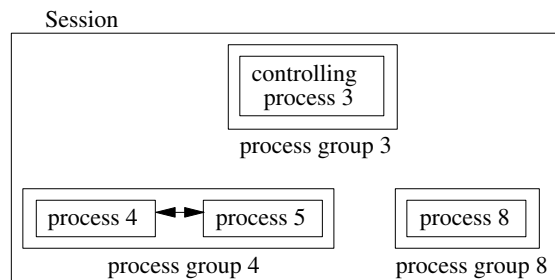 Session
controlling
process 3
process group 3
process 4
process 5
process 8
process group 4
process group 8